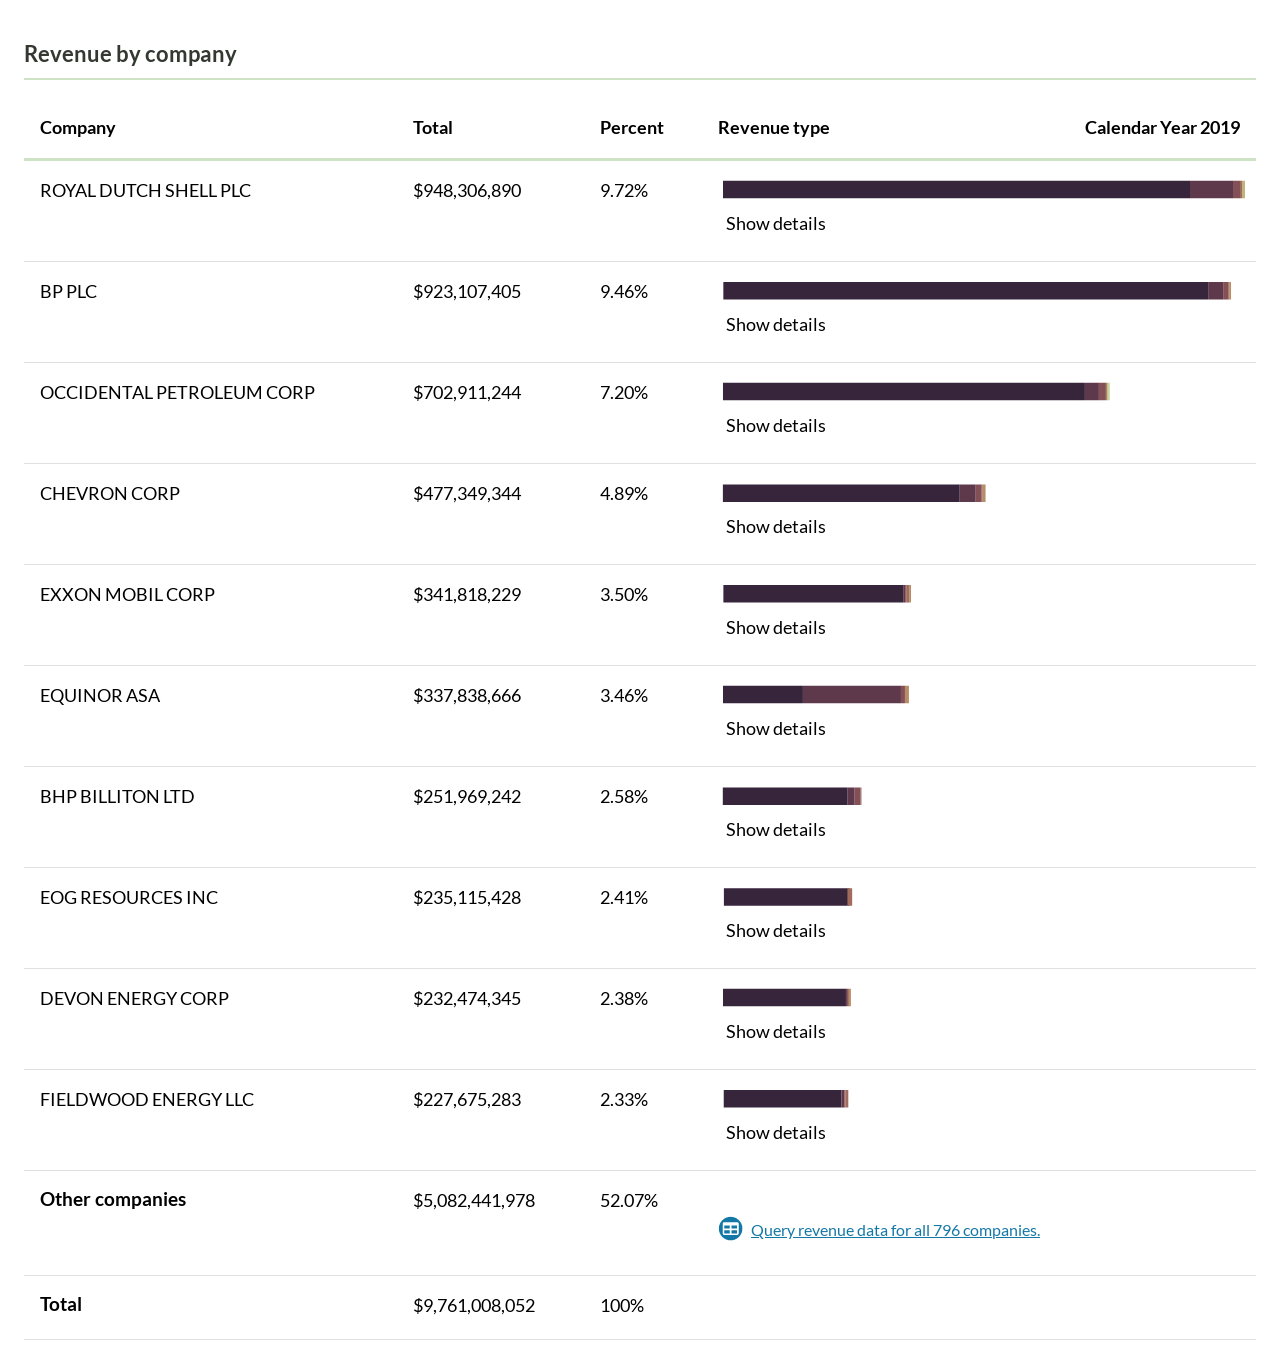 Revenue by company
Company Total Percent Revenue type Calendar Year 2019
ROYAL DUTCH SHELL PLC $948,306,890 9.72%
Show details
BP PLC $923,107,405 9.46%
Show details
OCCIDENTAL PETROLEUM CORP $702,911,244 7.20%
Show details
CHEVRON CORP $477,349,344 4.89%
Show details
EXXON MOBIL CORP $341,818,229 3.50%
Show details
EQUINOR ASA $337,838,666 3.46%
Show details
BHP BILLITON LTD $251,969,242 2.58%
Show details
EOG RESOURCES INC $235,115,428 2.41%
Show details
DEVON ENERGY CORP $232,474,345 2.38%
Show details
FIELDWOOD ENERGY LLC $227,675,283 2.33%
Show details
Other companies $5,082,441,978 52.07%
Query revenue data for all 796 companies.
Total $9,761,008,052 100%